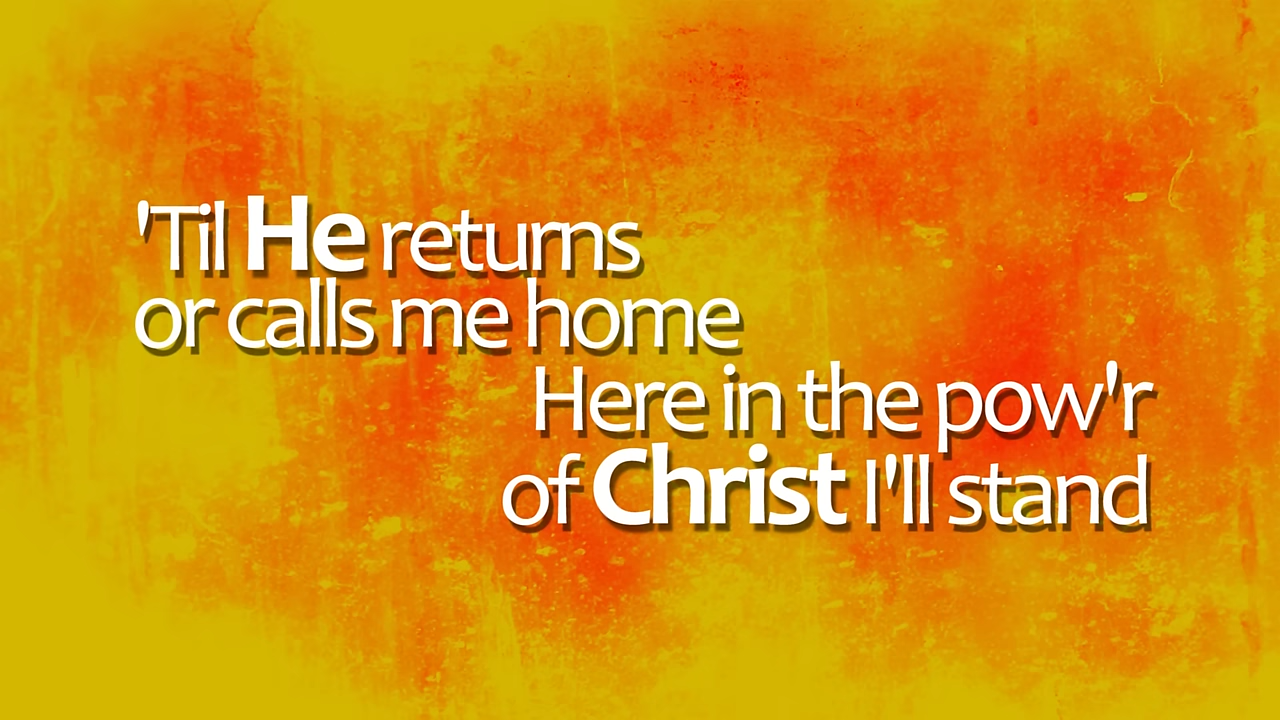 'Til He returns
or calls me home
Here in the pow'r
of Christ I'll stand